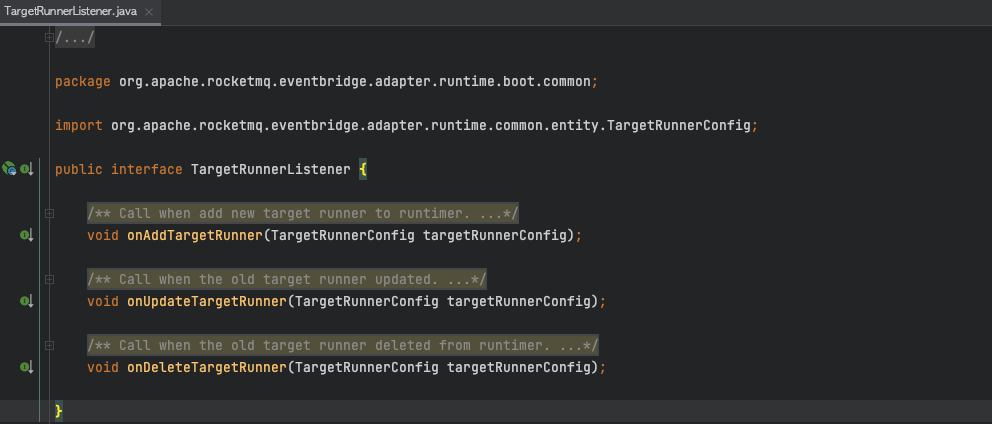 TargetRunnerListener.java
/.../
package org.apache.rocketmq.eventbridge.adapter.runtime.boot.common;
import org.apache.rocketmq.eventbridge.adapter.runtime.common.entity.TargetRunnerConfig;
public interface TargetRunnerListener {
/** Call when add new target runner to runtimer. ...*/
void onAddTargetRunner(TargetRunnerConfig targetRunnerConfig);
/** Call when the old target runner updated. ...*/
void onUpdateTargetRunner(TargetRunnerConfig targetRunnerConfig);
/** Call when the old target runner deleted from runtimer. ...*/
void onDeleteTargetRunner(TargetRunnerConfig targetRunnerConfig);
}